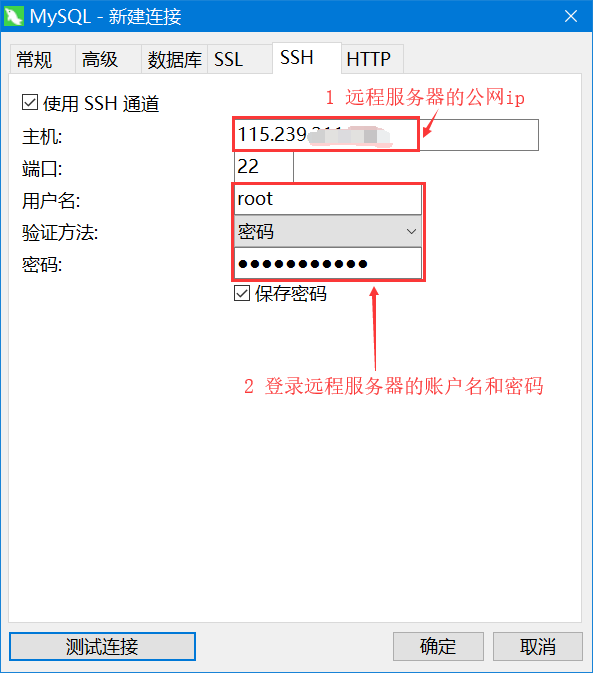 MySQL - 新建连接
常规 高级 数据库 SSL SSH HTTP
使用 SSH 通道
1 远程服务器的公网ip
主机: 115.239.
端口: 22
用户名: root
验证方法: 密码
密码: ●●●●●●●●●●●
保存密码
2 登录远程服务器的账户名和密码
测试连接 确定 取消